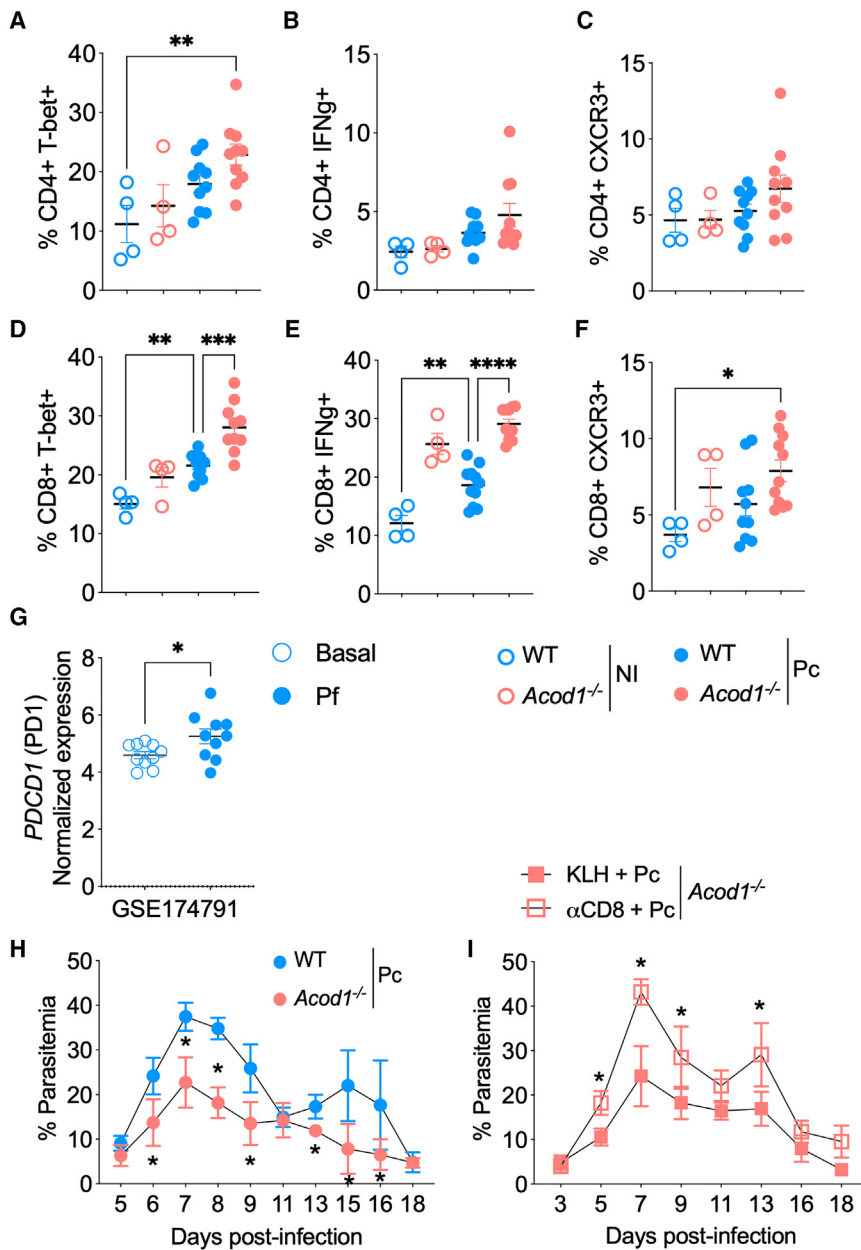 A
% CD4+ T-bet+
40
30
20
10
0
**
B
% CD4+ IFNg+
15
10
5
0
C
% CD4+ CXCR3+
15
10
5
0
D
% CD8+ T-bet+
40
30
20
10
0
**
***
E
% CD8+ IFNg+
40
30
20
10
0
**
****
F
% CD8+ CXCR3+
15
10
5
0
*
G
PDCD1 (PD1)
Normalized expression
8
6
4
2
0
*
GSE174791
Basal
Pf
WT
Acod1-/-
NI
WT
Acod1-/-
Pc
KLH + Pc
αCD8 + Pc
Acod1-/-
H
% Parasitemia
50
40
30
20
10
0
WT
Acod1-/-
Pc
* * * * * * *
5 6 7 8 9 11 13 15 16 18
Days post-infection
I
% Parasitemia
50
40
30
20
10
0
* * * *
3 5 7 9 11 13 16 18
Days post-infection